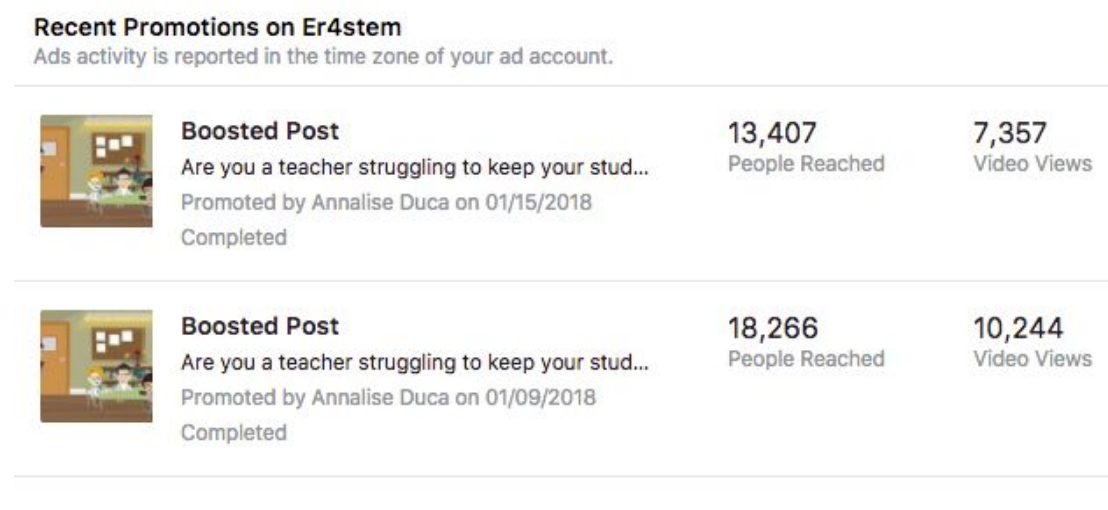 Recent Promotions on Er4stem
Ads activity is reported in the time zone of your ad account.
Boosted Post
Are you a teacher struggling to keep your stud...
Promoted by Annalise Duca on 01/15/2018
Completed
13,407
People Reached
7,357
Video Views
Boosted Post
Are you a teacher struggling to keep your stud...
Promoted by Annalise Duca on 01/09/2018
Completed
18,266
People Reached
10,244
Video Views